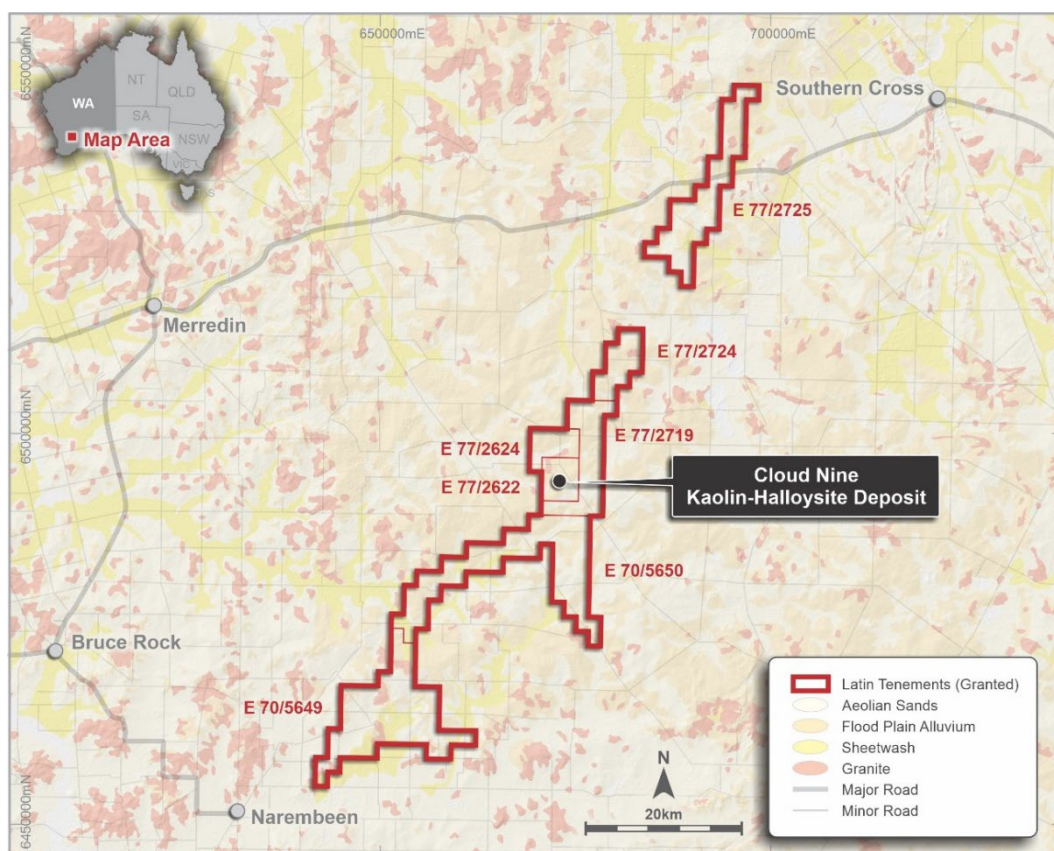 650000mE
700000mE
6550000mN
NT
QLD
WA
SA
NSW
VIC
Map Area
Southern Cross
E 77/2725
Merredin
E 77/2724
6500000mN
E 77/2624
E 77/2719
E 77/2622
Cloud Nine
Kaolin-Halloysite Deposit
E 70/5650
Bruce Rock
E 70/5649
Narembeen
6450000mN
N
20km
Latin Tenements (Granted)
Aeolian Sands
Flood Plain Alluvium
Sheetwash
Granite
Major Road
Minor Road